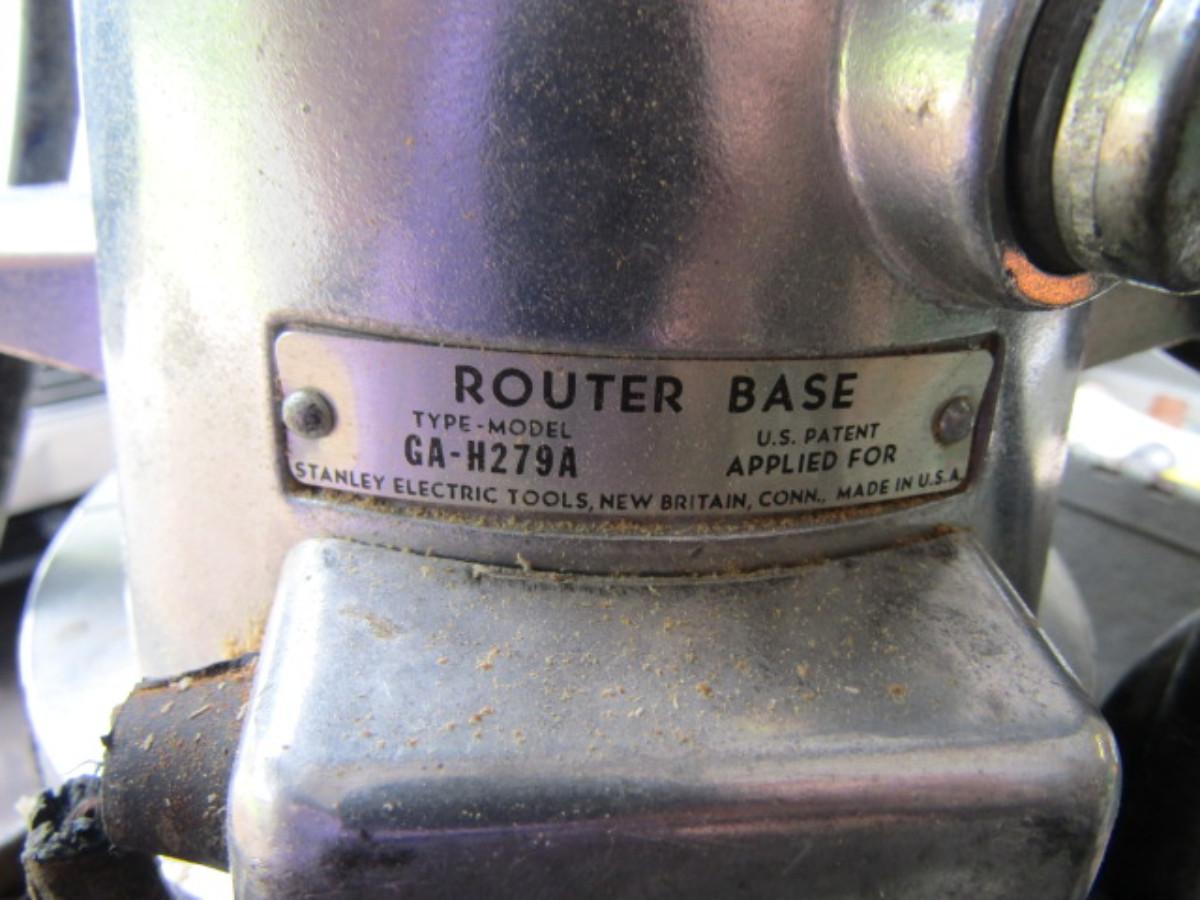 ROUTER BASE
TYPE-MODEL
GA-H279A
U.S. PATENT
APPLIED FOR
STANLEY ELECTRIC TOOLS, NEW BRITAIN, CONN., MADE IN U.S.A.